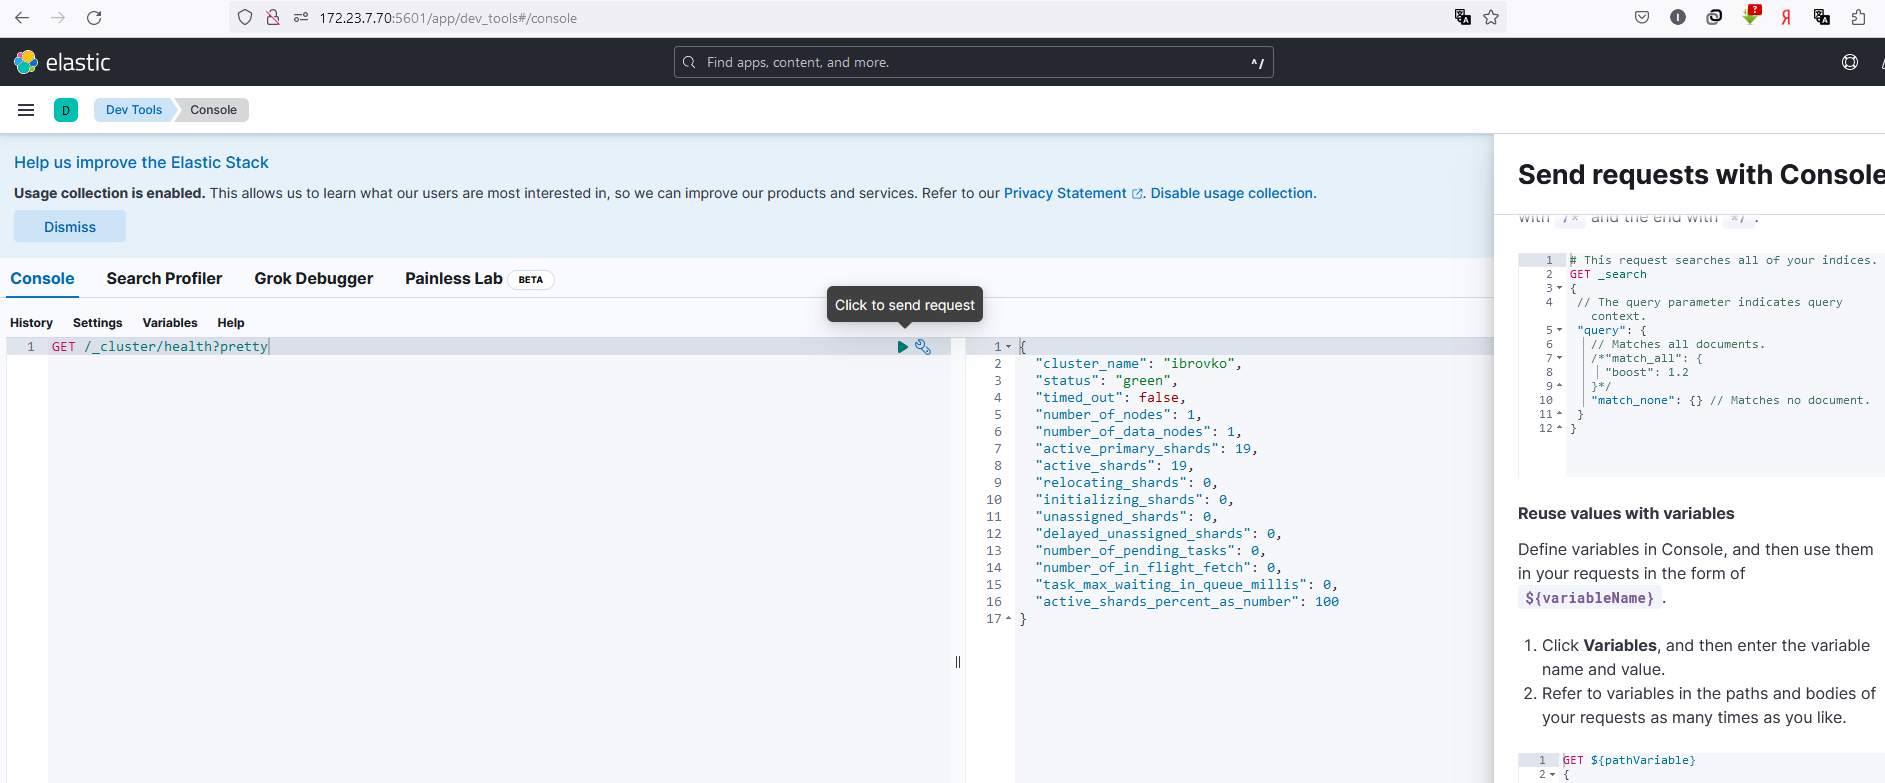 172.23.7.70:5601/app/dev_tools#/console
elastic
Find apps, content, and more.
^/
D
Dev Tools
Console
Help us improve the Elastic Stack
Usage collection is enabled. This allows us to learn what our users are most interested in, so we can improve our products and services. Refer to our Privacy Statement. Disable usage collection.
Dismiss
Console
Search Profiler
Grok Debugger
Painless Lab
BETA
Click to send request
History
Settings
Variables
Help
1 GET /_cluster/health?pretty
1 {
2 "cluster_name": "ibrovko",
3 "status": "green",
4 "timed_out": false,
5 "number_of_nodes": 1,
6 "number_of_data_nodes": 1,
7 "active_primary_shards": 19,
8 "active_shards": 19,
9 "relocating_shards": 0,
10 "initializing_shards": 0,
11 "unassigned_shards": 0,
12 "delayed_unassigned_shards": 0,
13 "number_of_pending_tasks": 0,
14 "number_of_in_flight_fetch": 0,
15 "task_max_waiting_in_queue_millis": 0,
16 "active_shards_percent_as_number": 100
17 }
Send requests with Console
with /* and the end with */.
1 # This request searches all of your indices.
2 GET _search
3 {
4 // The query parameter indicates query
context.
5 "query": {
6 // Matches all documents.
7 /*"match_all": {
8 "boost": 1.2
9 }*/
10 "match_none": {} // Matches no document.
11 }
12 }
Reuse values with variables
Define variables in Console, and then use them
in your requests in the form of
${variableName}.
1. Click Variables, and then enter the variable
name and value.
2. Refer to variables in the paths and bodies of
your requests as many times as you like.
1 GET ${pathVariable}
2 {